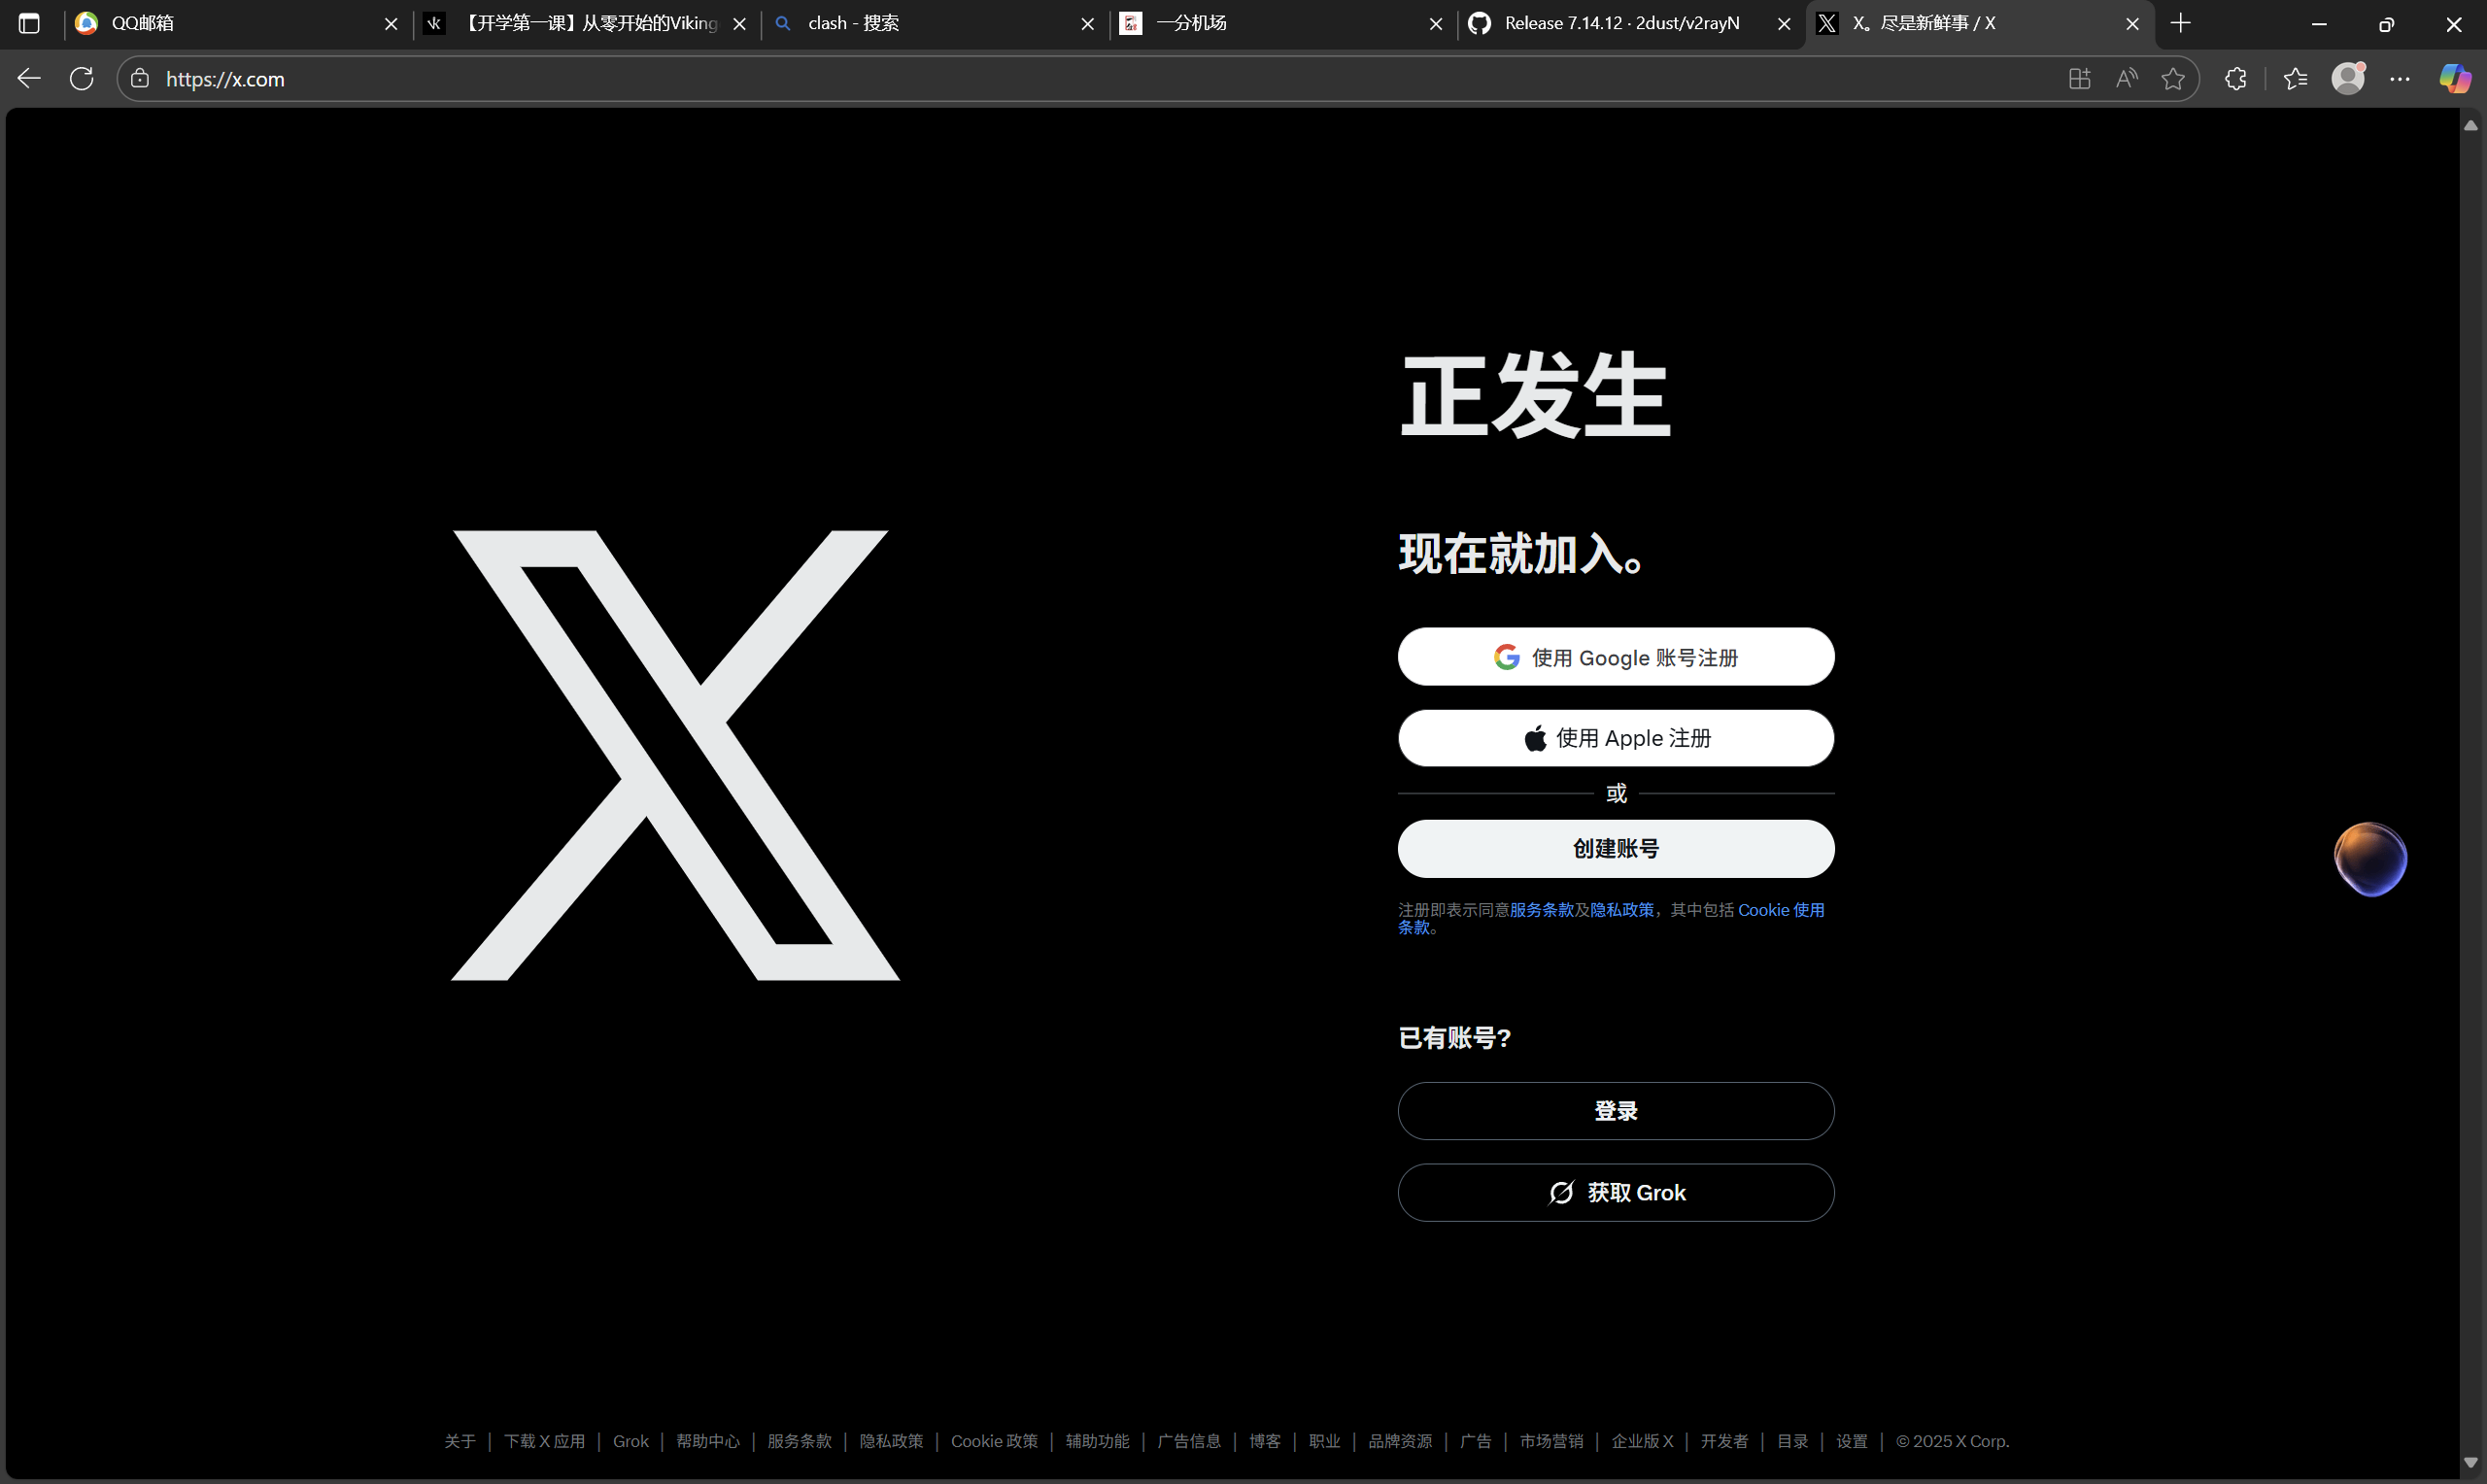 QQ邮箱
【开学第一课】从零开始的Viking
clash - 搜索
一分机场
Release 7.14.12 · 2dust/v2rayN
X。尽是新鲜事 / X
https://x.com
正发生
现在就加入。
使用 Google 账号注册
使用 Apple 注册
或
创建账号
注册即表示同意服务条款及隐私政策，其中包括 Cookie 使用
条款。
已有账号?
登录
获取 Grok
关于 | 下载 X 应用 | Grok | 帮助中心 | 服务条款 | 隐私政策 | Cookie 政策 | 辅助功能 | 广告信息 | 博客 | 职业 | 品牌资源 | 广告 | 市场营销 | 企业版 X | 开发者 | 目录 | 设置 | © 2025 X Corp.